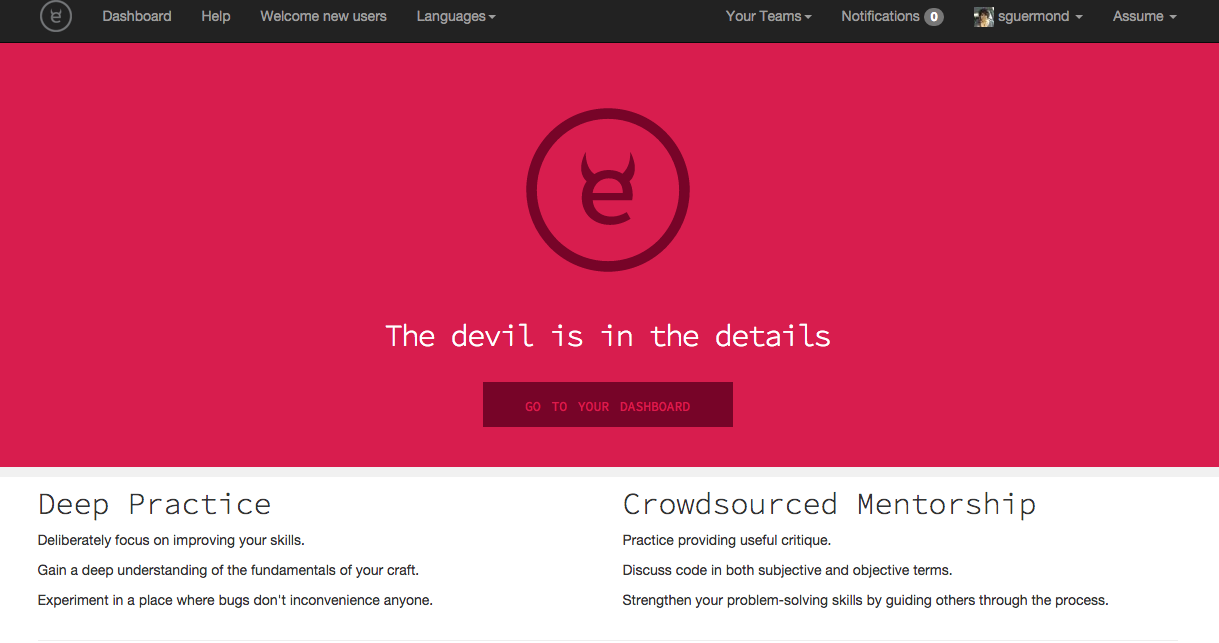 e Dashboard Help Welcome new users Languages Your Teams Notifications 0 sguermond Assume
e
The devil is in the details
GO TO YOUR DASHBOARD
Deep Practice
Deliberately focus on improving your skills.
Gain a deep understanding of the fundamentals of your craft.
Experiment in a place where bugs don't inconvenience anyone.
Crowdsourced Mentorship
Practice providing useful critique.
Discuss code in both subjective and objective terms.
Strengthen your problem-solving skills by guiding others through the process.